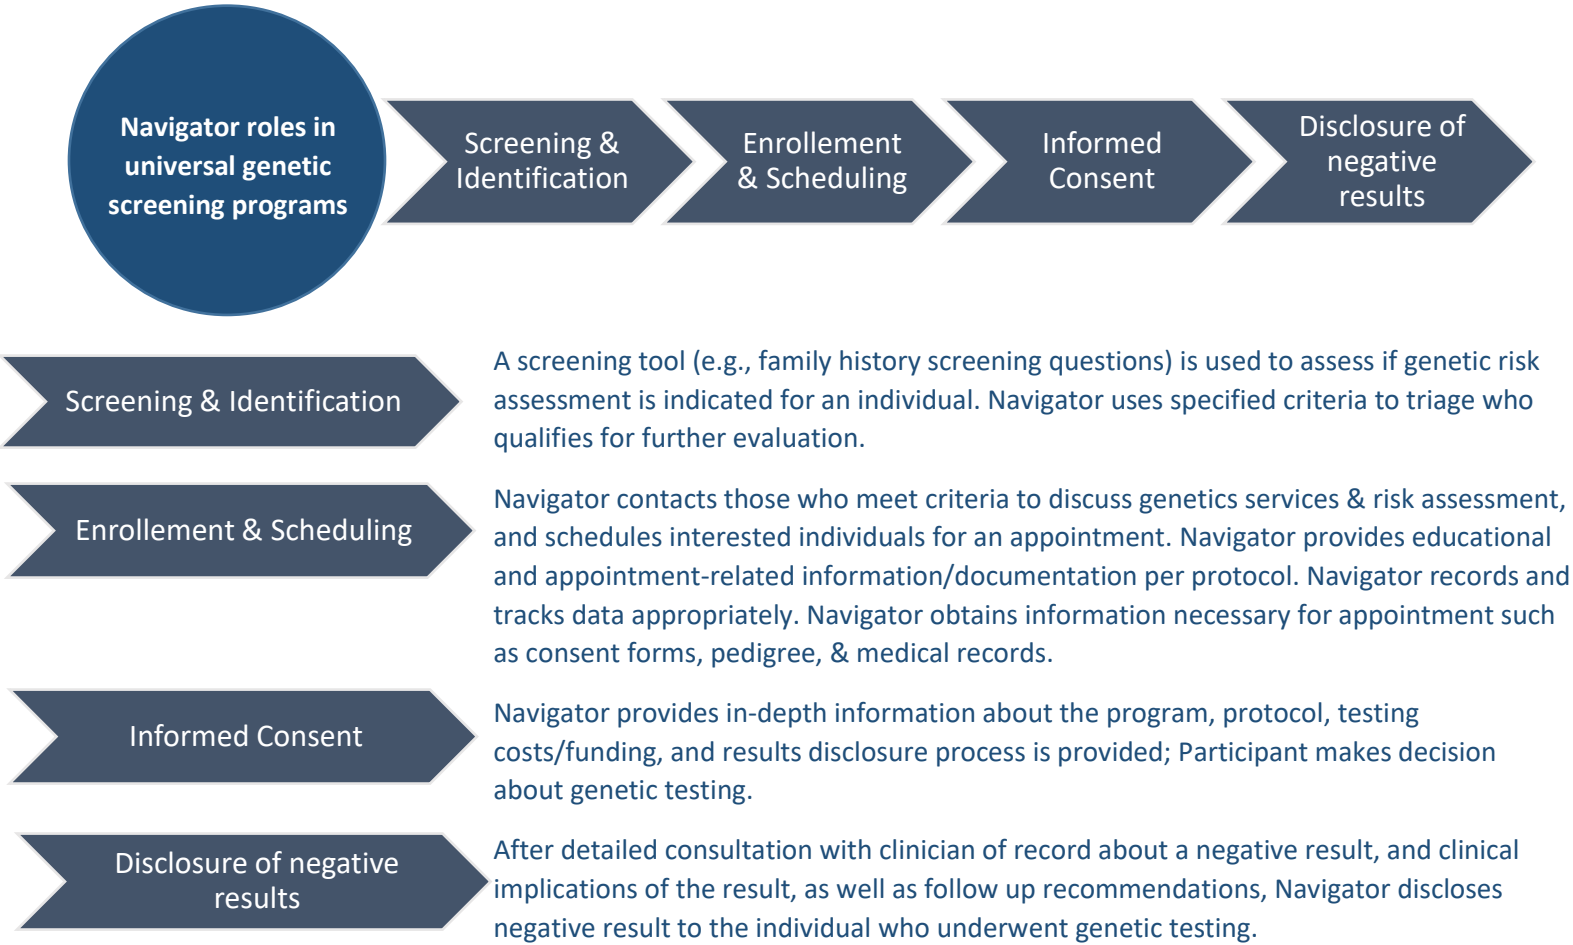 Navigator roles in
universal genetic
screening programs
Screening &
Identification
Enrollement
& Scheduling
Informed
Consent
Disclosure of
negative
results
Screening & Identification
A screening tool (e.g., family history screening questions) is used to assess if genetic risk
assessment is indicated for an individual. Navigator uses specified criteria to triage who
qualifies for further evaluation.
Enrollement & Scheduling
Navigator contacts those who meet criteria to discuss genetics services & risk assessment,
and schedules interested individuals for an appointment. Navigator provides educational
and appointment-related information/documentation per protocol. Navigator records and
tracks data appropriately. Navigator obtains information necessary for appointment such
as consent forms, pedigree, & medical records.
Informed Consent
Navigator provides in-depth information about the program, protocol, testing
costs/funding, and results disclosure process is provided; Participant makes decision
about genetic testing.
Disclosure of negative
results
After detailed consultation with clinician of record about a negative result, and clinical
implications of the result, as well as follow up recommendations, Navigator discloses
negative result to the individual who underwent genetic testing.